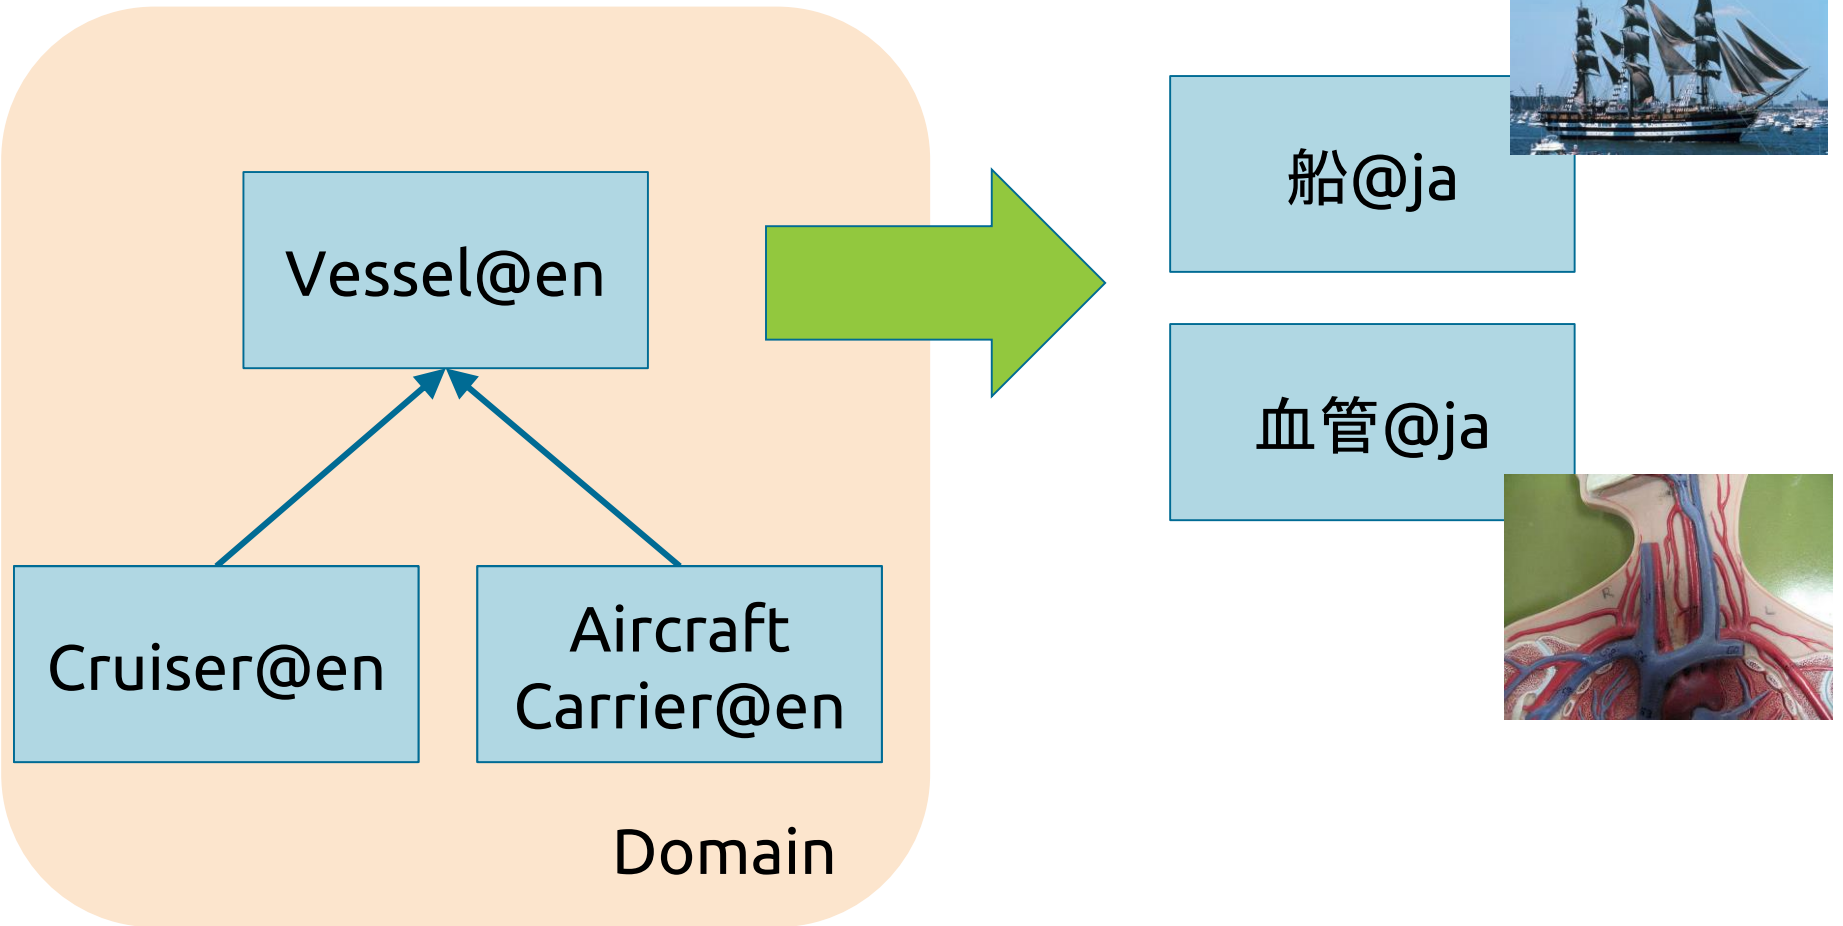 Vessel@en
Cruiser@en
Aircraft
Carrier@en
Domain
船@ja
血管@ja
R
L